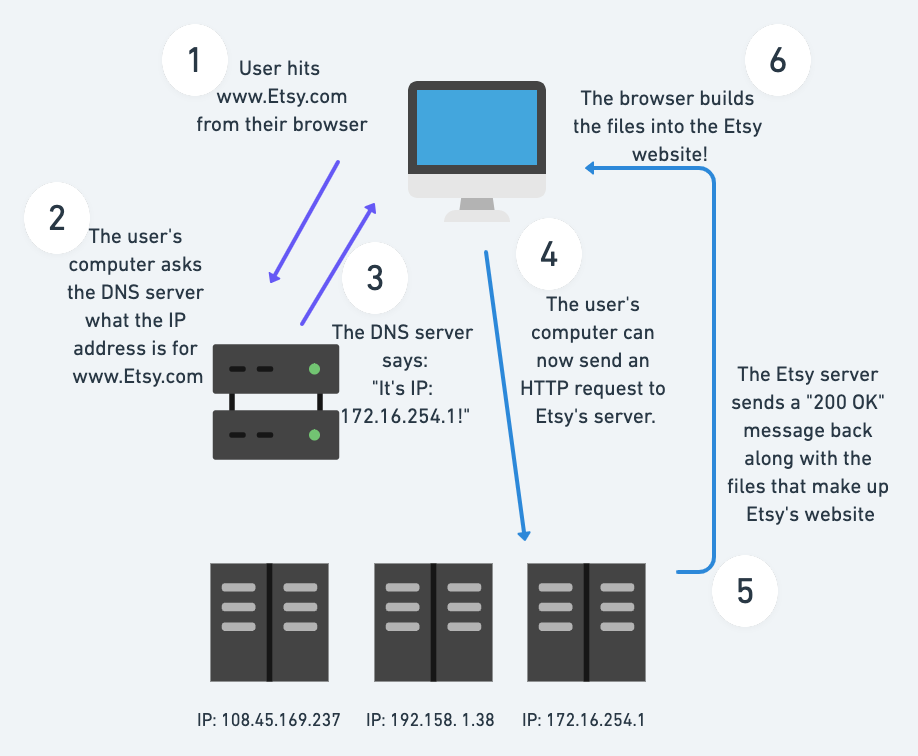 1
User hits
www.Etsy.com
from their browser
2
The user's
computer asks
the DNS server
what the IP
address is for
www.Etsy.com
3
The DNS server
says:
"It's IP:
172.16.254.1!"
4
The user's
computer can
now send an
HTTP request to
Etsy's server.
5
The Etsy server
sends a "200 OK"
message back
along with the
files that make up
Etsy's website
6
The browser builds
the files into the Etsy
website!
IP: 108.45.169.237
IP: 192.158. 1.38
IP: 172.16.254.1